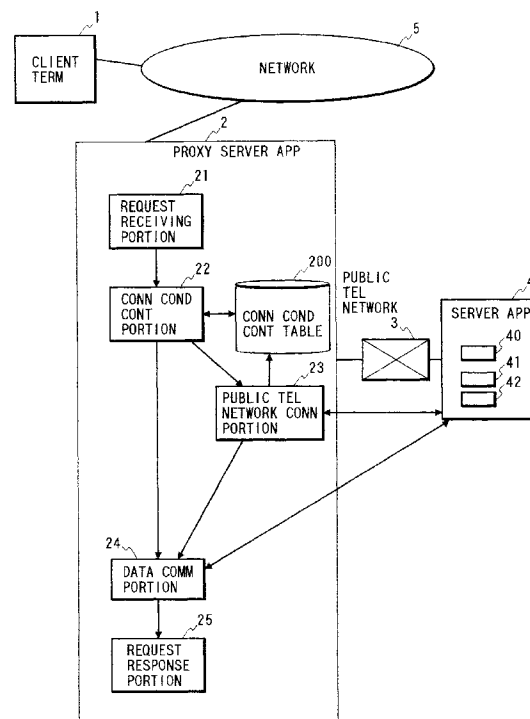 1
CLIENT
TERM
5
NETWORK
2
PROXY SERVER APP
21
REQUEST
RECEIVING
PORTION
22
CONN COND
CONT
PORTION
200
CONN COND
CONT TABLE
PUBLIC
TEL
NETWORK
3
4
SERVER APP
40
41
42
23
PUBLIC TEL
NETWORK CONN
PORTION
24
DATA COMM
PORTION
25
REQUEST
RESPONSE
PORTION